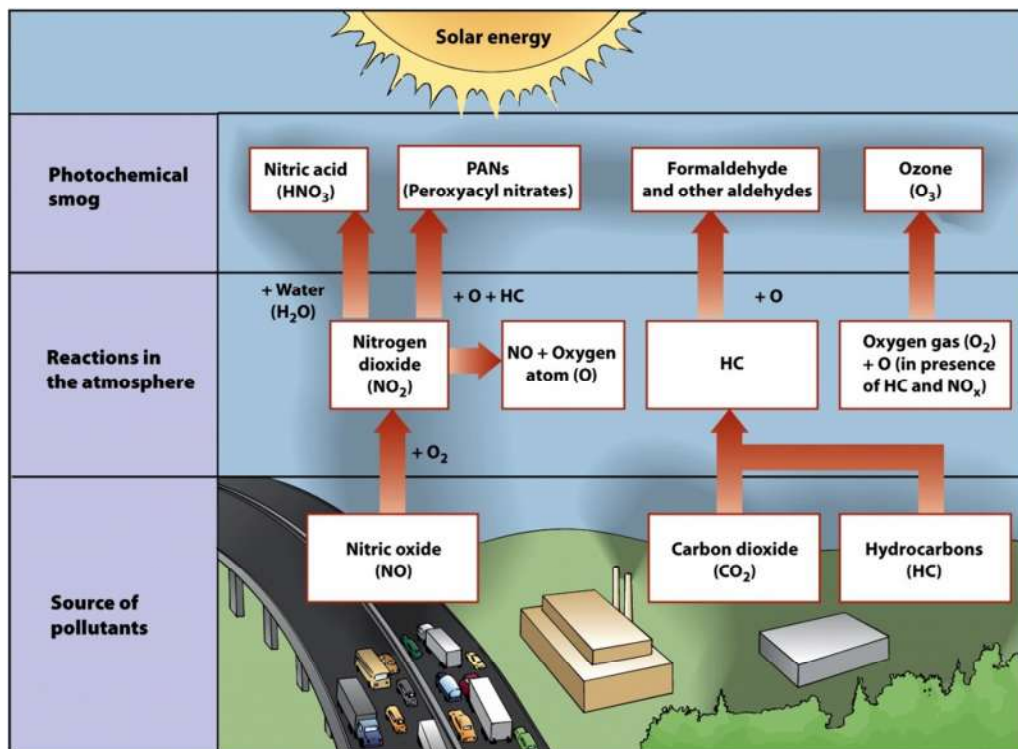 Solar energy
Photochemical
smog
Nitric acid
(HNO₃)
PANs
(Peroxyacyl nitrates)
Formaldehyde
and other aldehydes
Ozone
(O₃)
Reactions in
the atmosphere
+ Water
(H₂O)
+ O + HC
+ O
Nitrogen
dioxide
(NO₂)
NO + Oxygen
atom (O)
HC
Oxygen gas (O₂)
+ O (in presence
of HC and NOₓ)
+ O₂
Source of
pollutants
Nitric oxide
(NO)
Carbon dioxide
(CO₂)
Hydrocarbons
(HC)